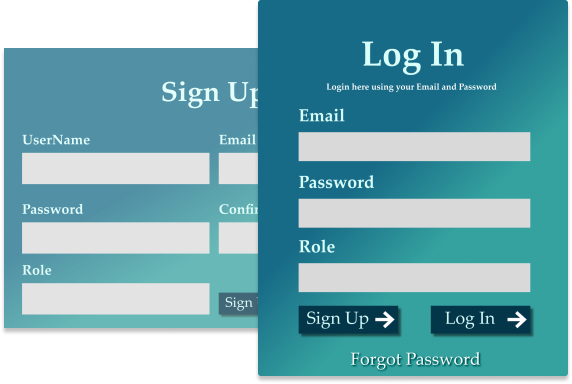 Sign Up
UserName
Email
Password
Role
Sign
Log In
Login here using your Email and Password
Email
Password
Role
Sign Up
Log In
Forgot Password